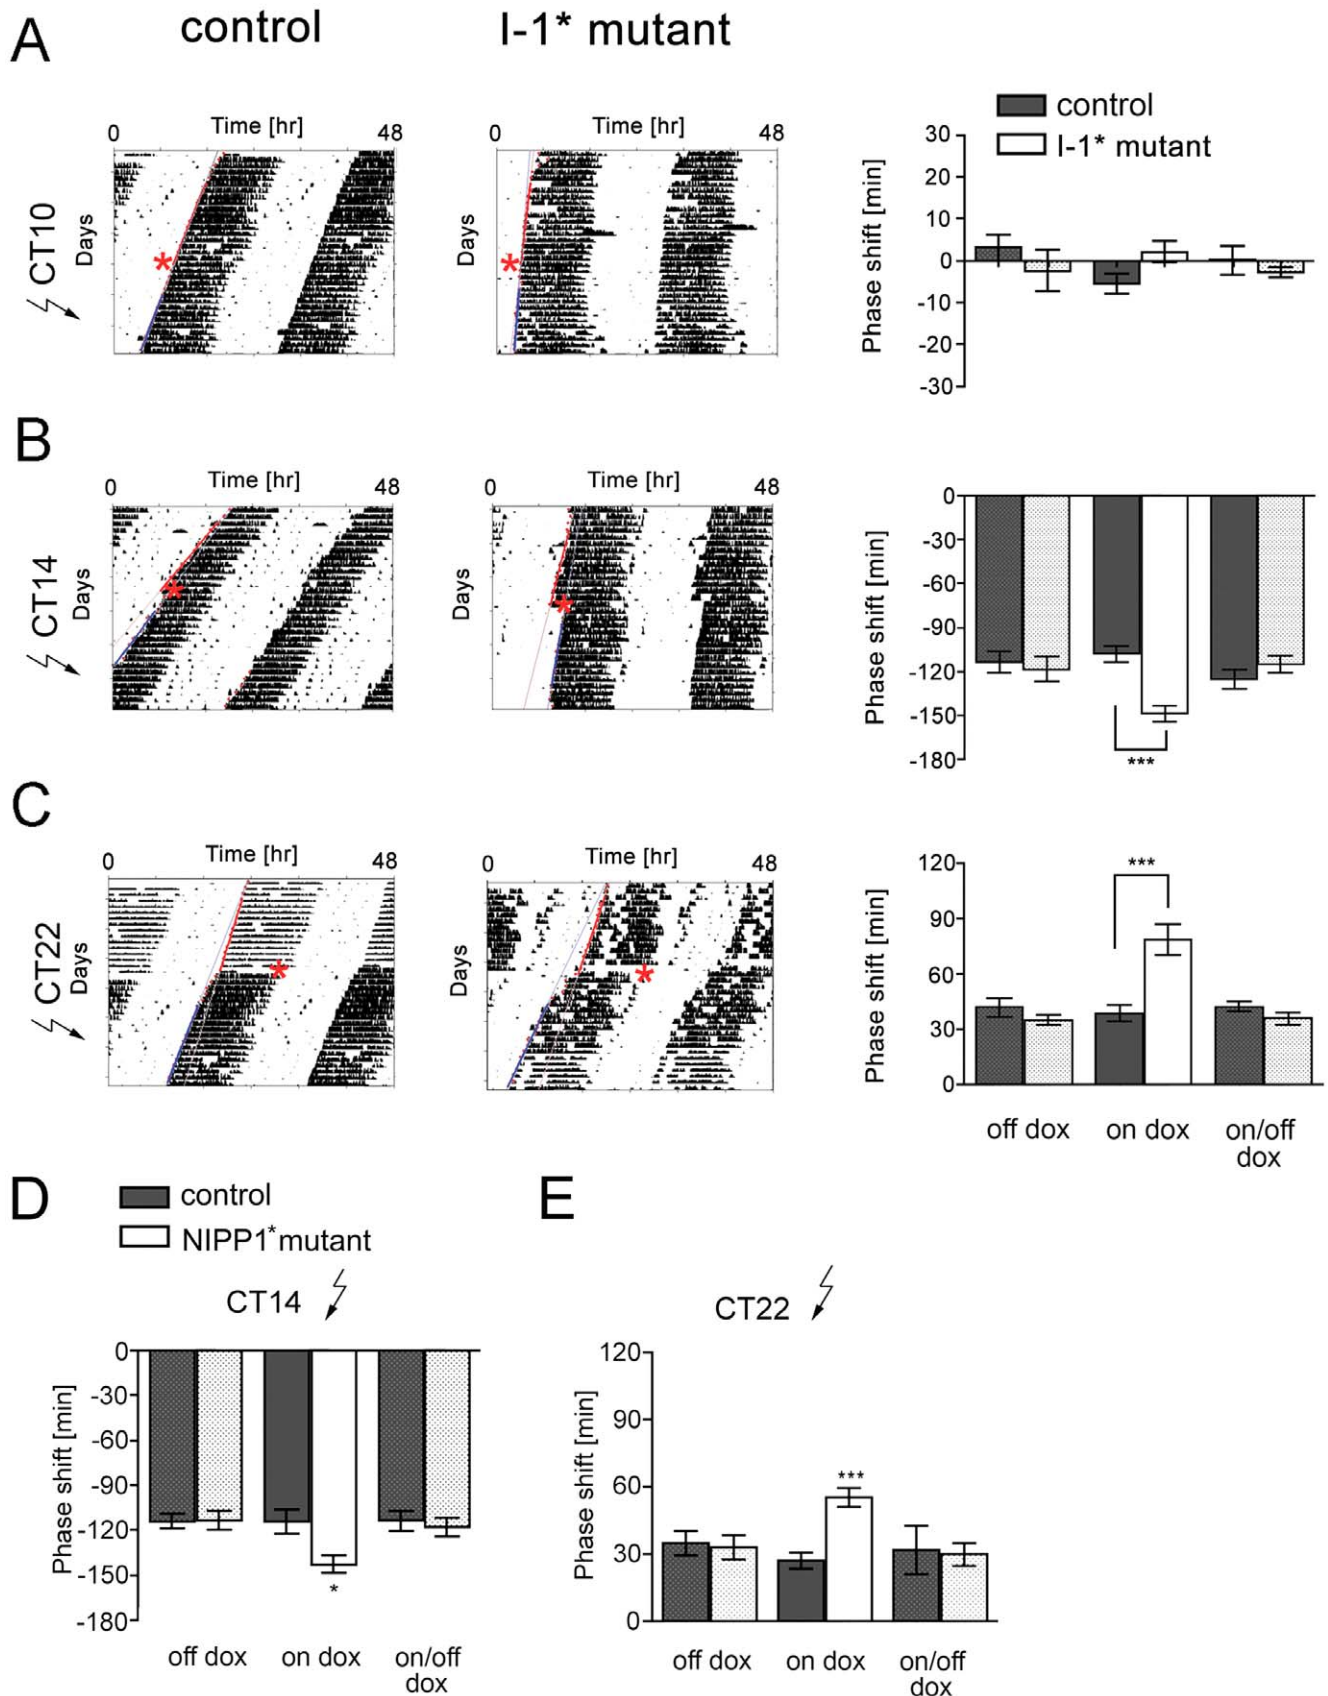 A
control
I-1* mutant
0
Time [hr]
48
0
Time [hr]
48
CT10
Days
*
Days
*
control
I-1* mutant
Phase shift [min]
30
20
10
0
-10
-20
-30
B
0
Time [hr]
48
0
Time [hr]
48
CT14
Days
*
Days
*
Phase shift [min]
0
-30
-60
-90
-120
-150
-180
***
C
0
Time [hr]
48
0
Time [hr]
48
CT22
Days
*
Days
*
Phase shift [min]
120
90
60
30
0
***
off dox
on dox
on/off
dox
D
control
NIPP1* mutant
CT14
Phase shift [min]
0
-30
-60
-90
-120
-150
-180
*
off dox
on dox
on/off
dox
E
CT22
Phase shift [min]
120
90
60
30
0
***
off dox
on dox
on/off
dox